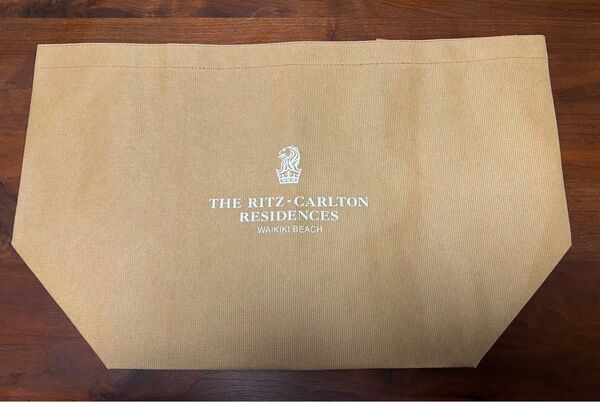 THE RITZ-CARLTON
RESIDENCES
WAIKIKI BEACH